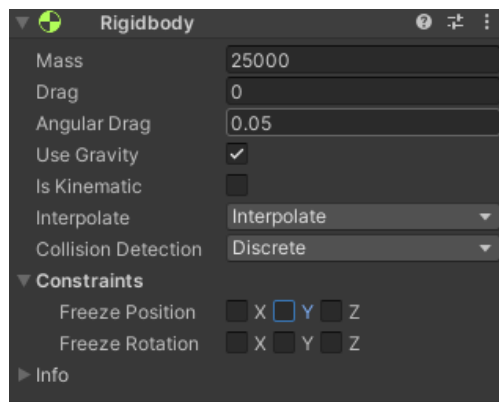 Rigidbody
Mass 25000
Drag 0
Angular Drag 0.05
Use Gravity
Is Kinematic
Interpolate Interpolate
Collision Detection Discrete
Constraints
Freeze Position X Y Z
Freeze Rotation X Y Z
Info